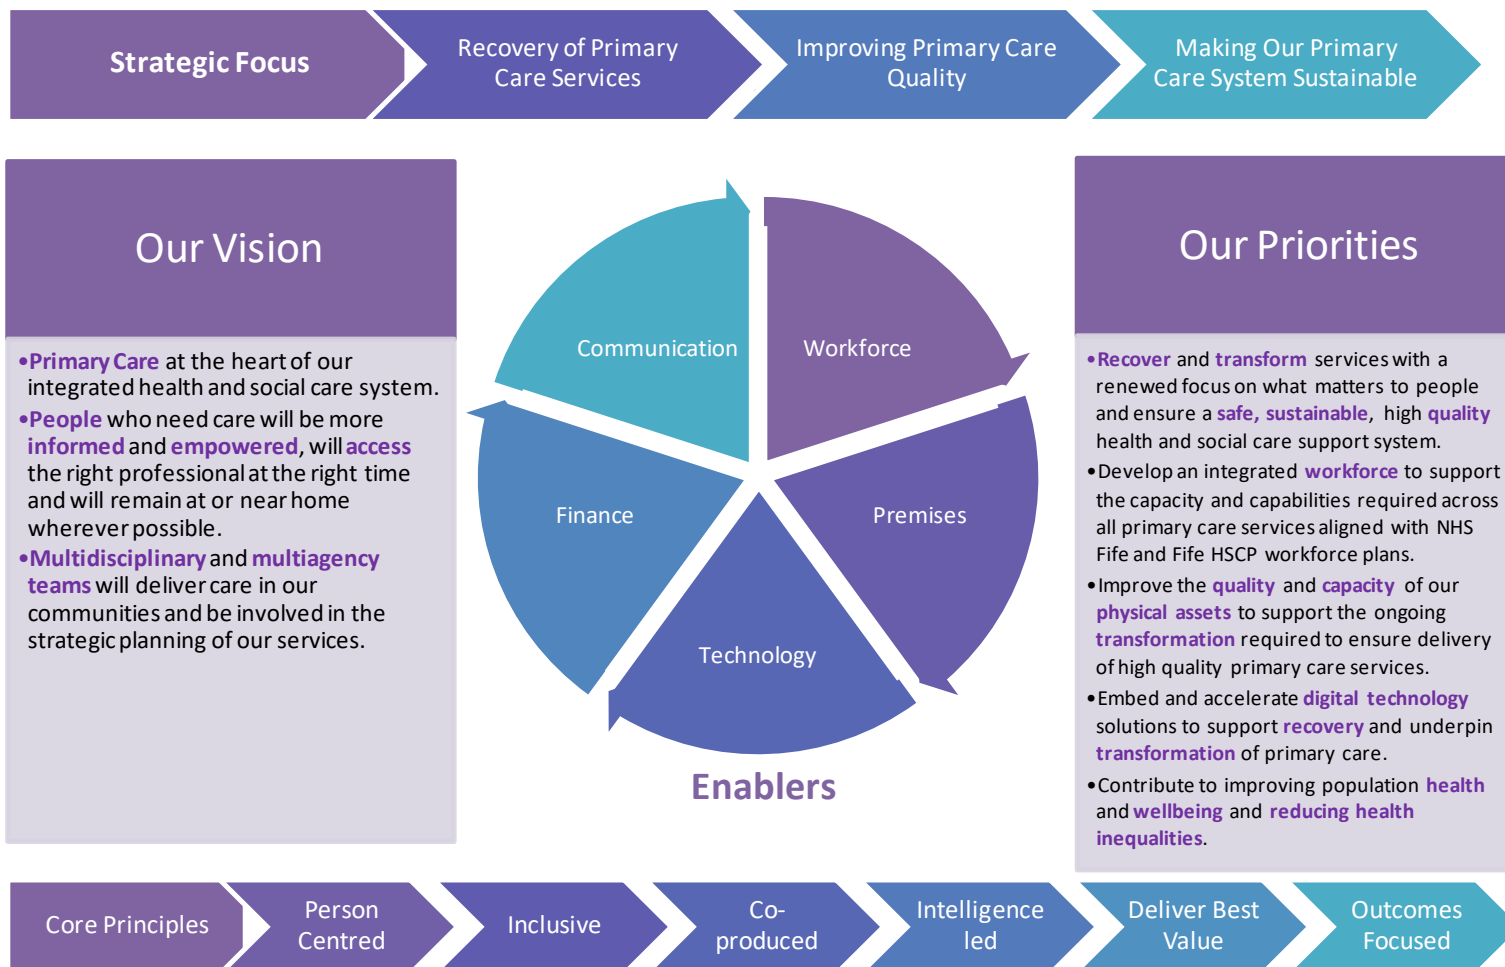 Strategic Focus
Recovery of Primary
Care Services
Improving Primary Care
Quality
Making Our Primary
Care System Sustainable
Our Vision
•Primary Care at the heart of our
integrated health and social care system.
•People who need care will be more
informed and empowered, will access
the right professional at the right time
and will remain at or near home
wherever possible.
•Multidisciplinary and multiagency
teams will deliver care in our
communities and be involved in the
strategic planning of our services.
Communication
Workforce
Finance
Premises
Technology
Enablers
Our Priorities
•Recover and transform services with a
renewed focus on what matters to people
and ensure a safe, sustainable, high quality
health and social care support system.
•Develop an integrated workforce to support
the capacity and capabilities required across
all primary care services aligned with NHS
Fife and Fife HSCP workforce plans.
•Improve the quality and capacity of our
physical assets to support the ongoing
transformation required to ensure delivery
of high quality primary care services.
•Embed and accelerate digital technology
solutions to support recovery and underpin
transformation of primary care.
•Contribute to improving population health
and wellbeing and reducing health
inequalities.
Core Principles
Person
Centred
Inclusive
Co-
produced
Intelligence
led
Deliver Best
Value
Outcomes
Focused